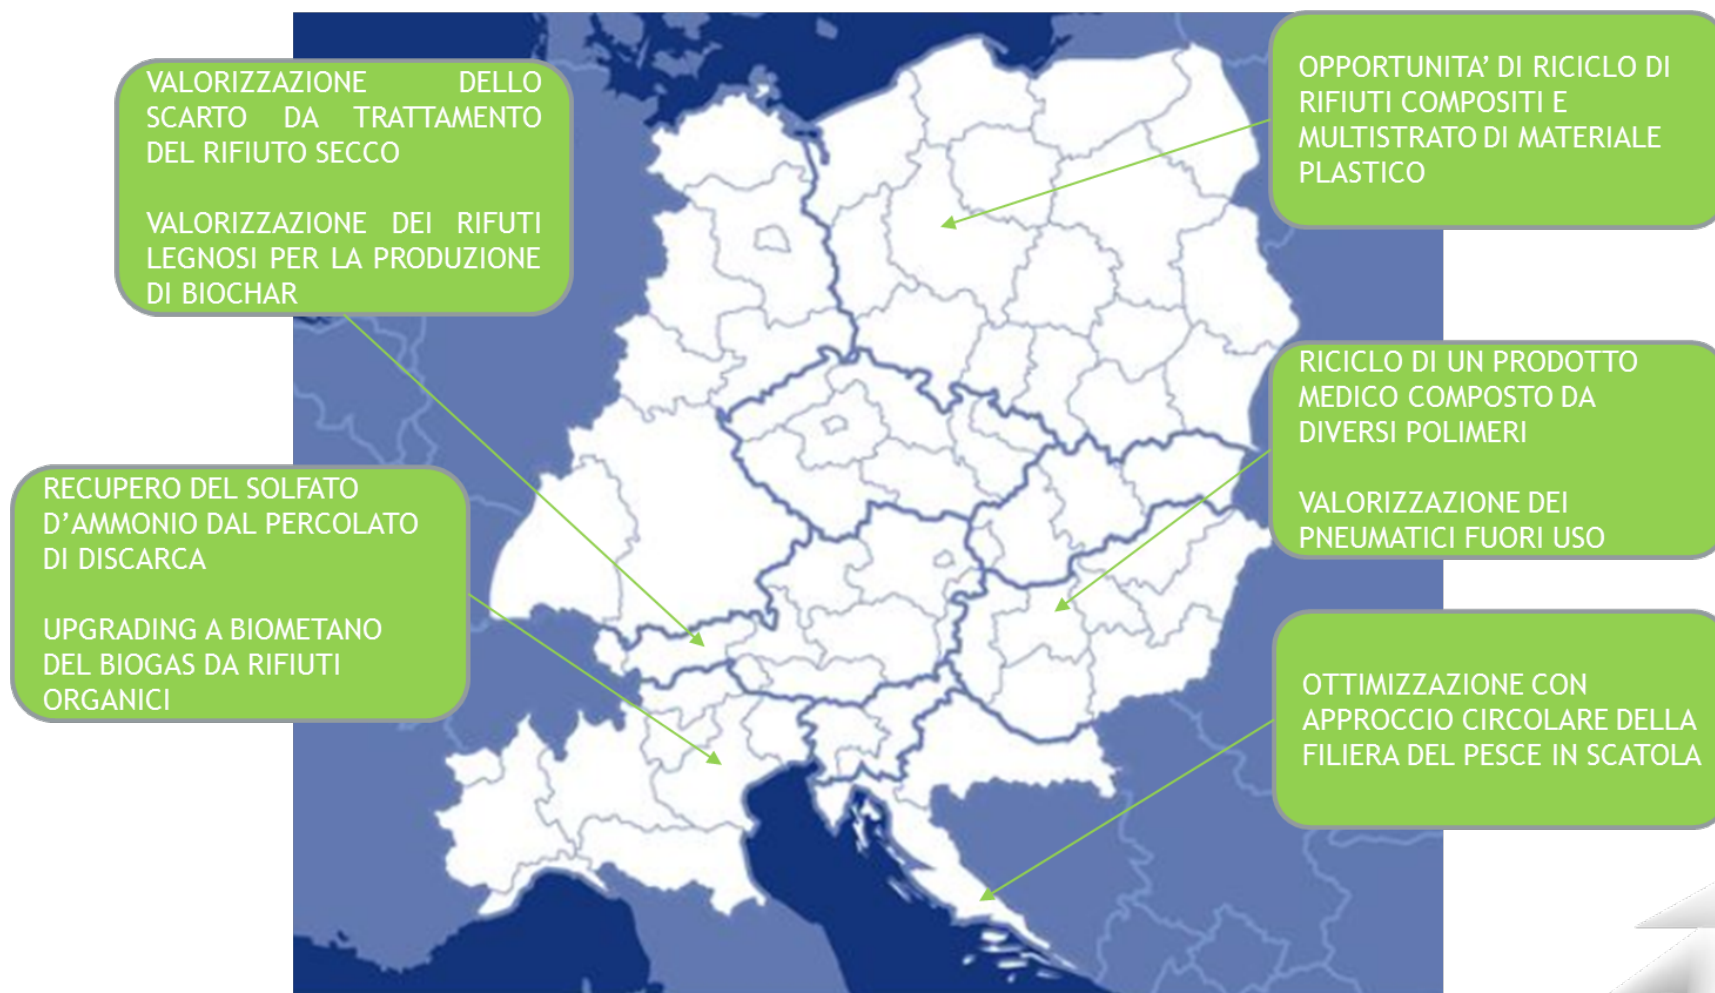 VALORIZZAZIONE DELLO
SCARTO DA TRATTAMENTO
DEL RIFIUTO SECCO
VALORIZZAZIONE DEI RIFUTI
LEGNOSI PER LA PRODUZIONE
DI BIOCHAR
RECUPERO DEL SOLFATO
D’AMMONIO DAL PERCOLATO
DI DISCARCA
UPGRADING A BIOMETANO
DEL BIOGAS DA RIFIUTI
ORGANICI
OPPORTUNITA’ DI RICICLO DI
RIFIUTI COMPOSITI E
MULTISTRATO DI MATERIALE
PLASTICO
RICICLO DI UN PRODOTTO
MEDICO COMPOSTO DA
DIVERSI POLIMERI
VALORIZZAZIONE DEI
PNEUMATICI FUORI USO
OTTIMIZZAZIONE CON
APPROCCIO CIRCOLARE DELLA
FILIERA DEL PESCE IN SCATOLA